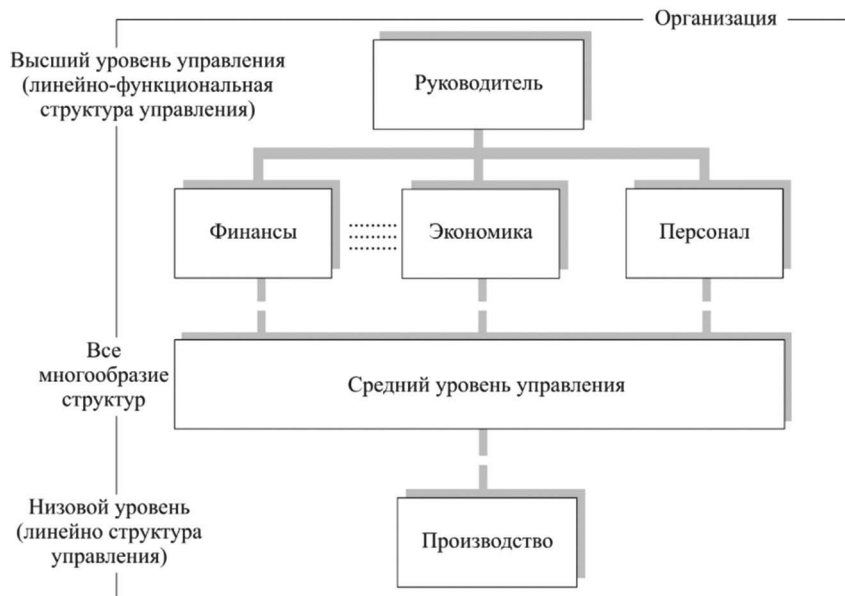 Организация
Высший уровень управления
(линейно-функциональная
структура управления)
Руководитель
Финансы
Экономика
Персонал
Все
многообразие
структур
Средний уровень управления
Низовой уровень
(линейно структура
управления)
Производство